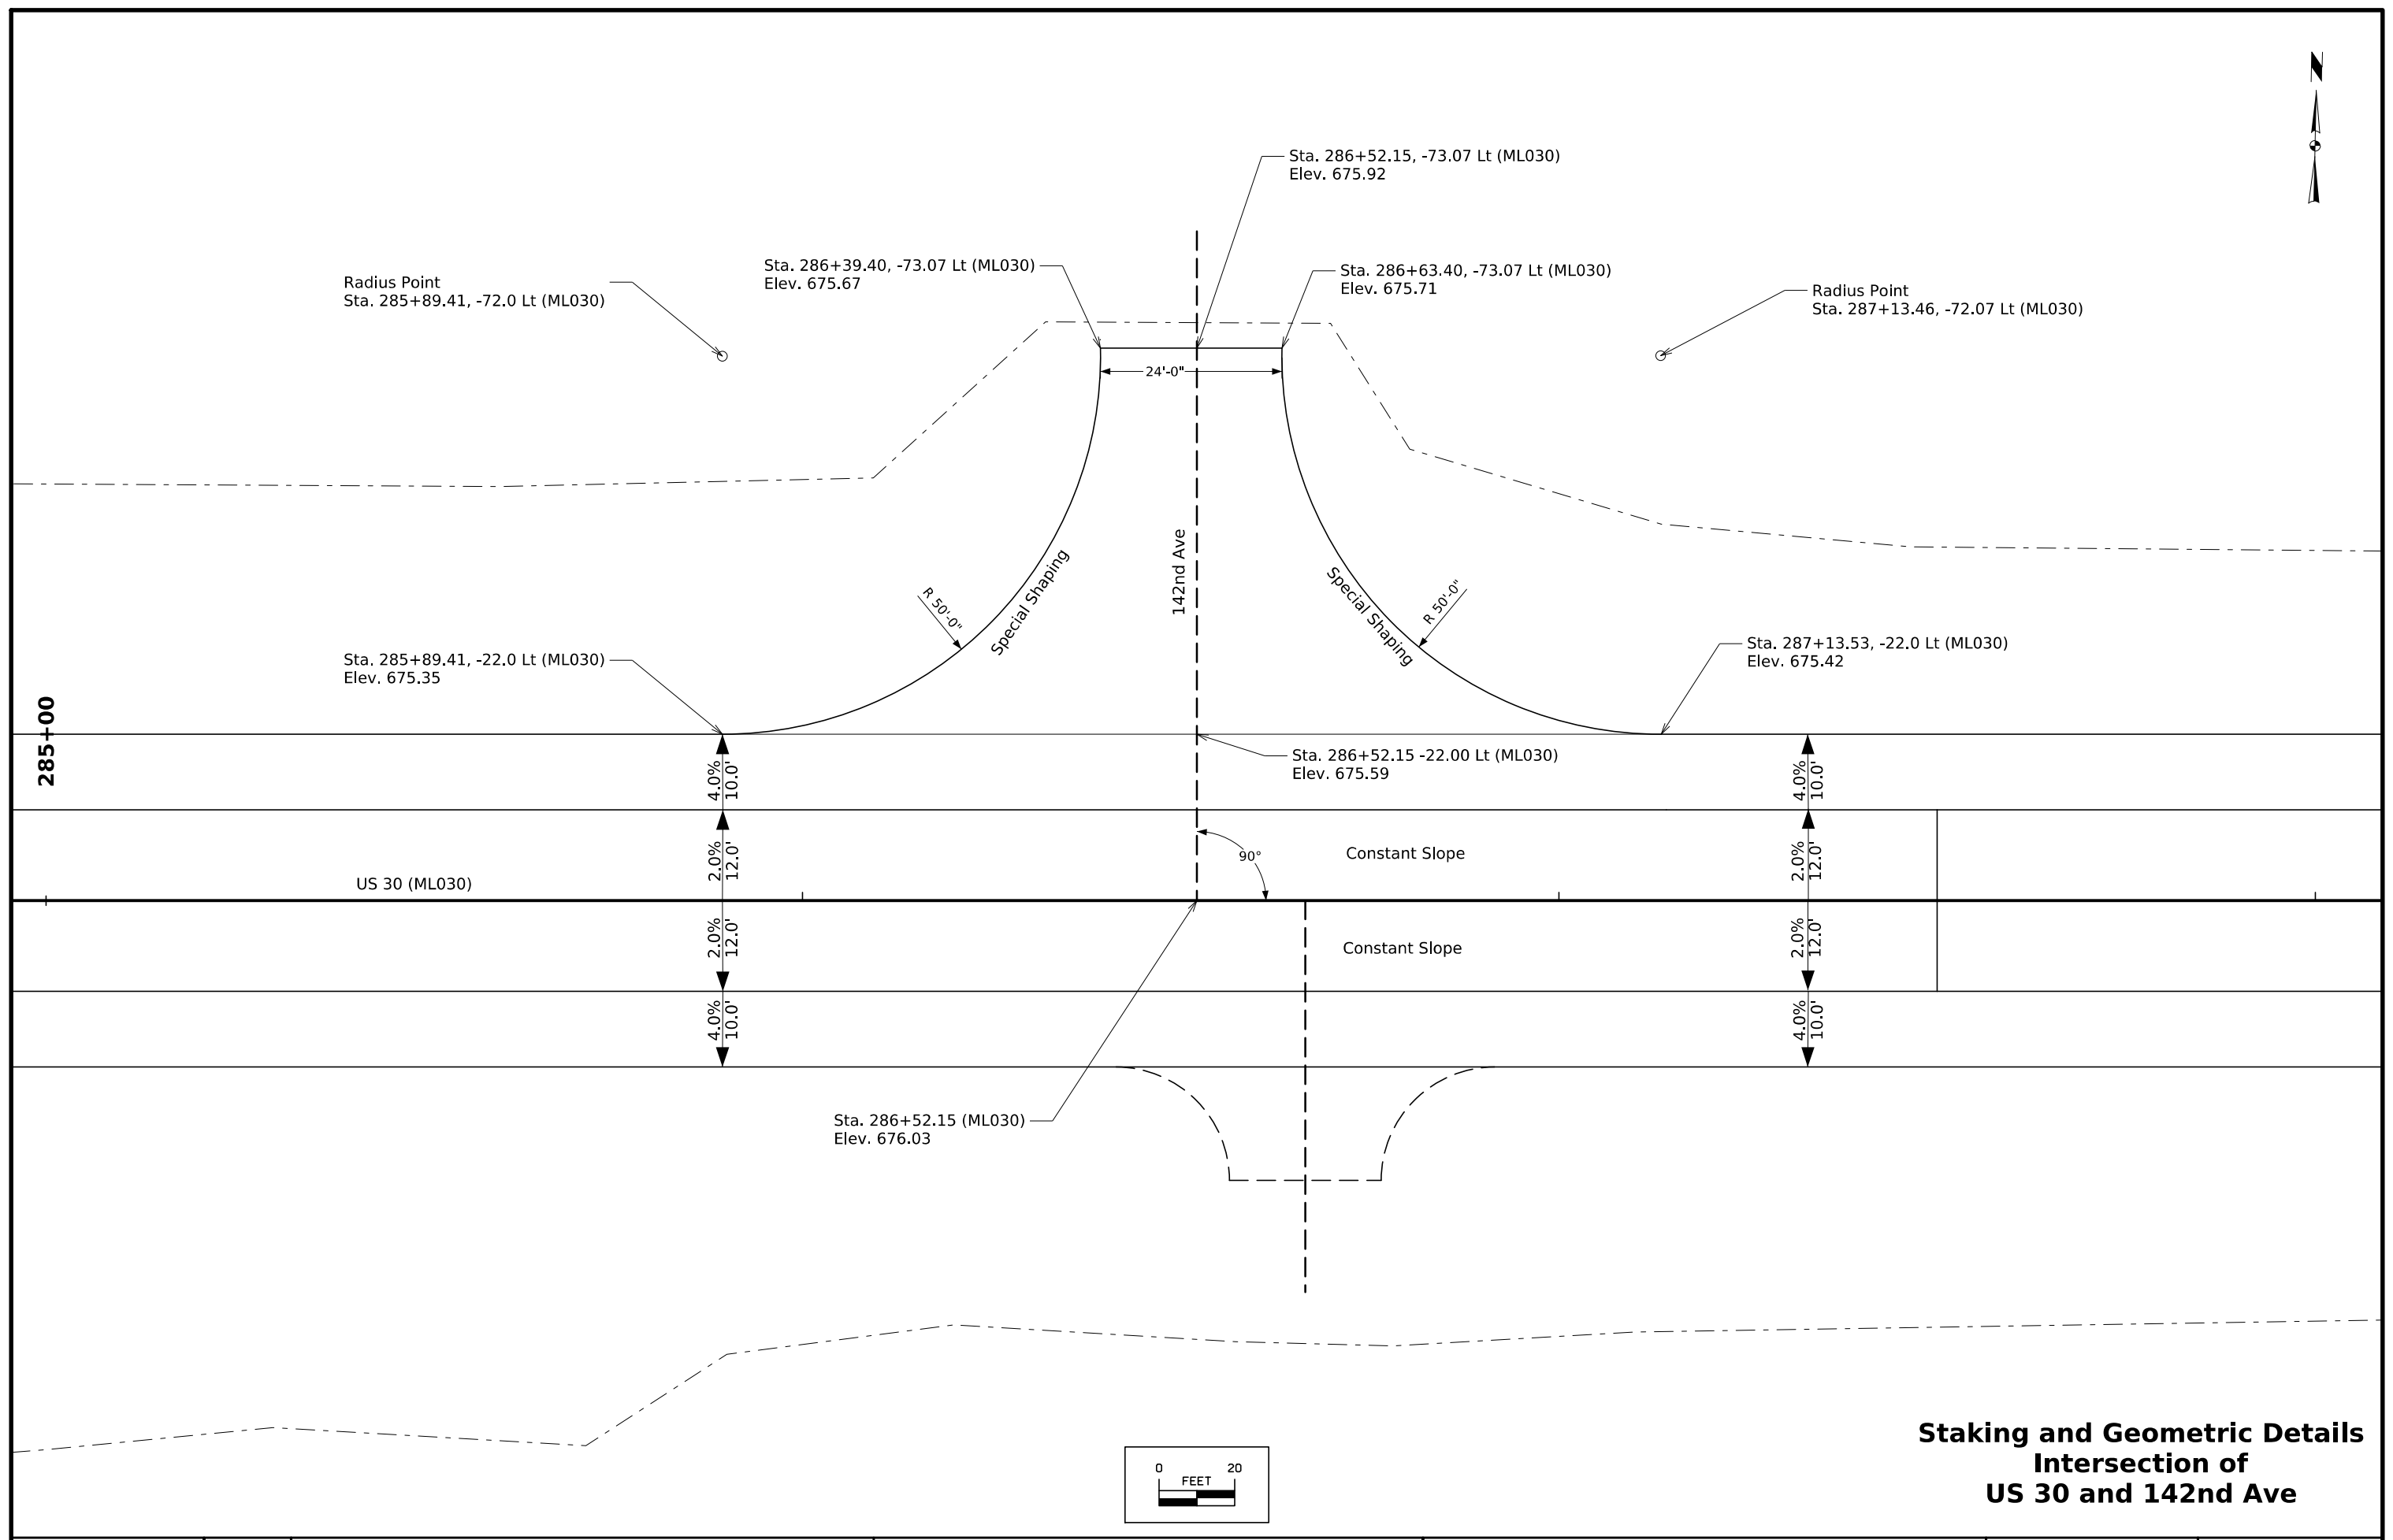 N
Sta. 286+52.15, -73.07 Lt (ML030)
Elev. 675.92
Sta. 286+39.40, -73.07 Lt (ML030)
Elev. 675.67
Sta. 286+63.40, -73.07 Lt (ML030)
Elev. 675.71
Radius Point
Sta. 285+89.41, -72.0 Lt (ML030)
Radius Point
Sta. 287+13.46, -72.07 Lt (ML030)
24'-0"
142nd Ave
R 50'-0"
Special Shaping
Special Shaping
R 50'-0"
Sta. 285+89.41, -22.0 Lt (ML030)
Elev. 675.35
Sta. 287+13.53, -22.0 Lt (ML030)
Elev. 675.42
285+00
Sta. 286+52.15 -22.00 Lt (ML030)
Elev. 675.59
4.0%
10.0'
4.0%
10.0'
2.0%
12.0'
90°
Constant Slope
2.0%
12.0'
US 30 (ML030)
2.0%
12.0'
Constant Slope
2.0%
12.0'
4.0%
10.0'
4.0%
10.0'
Sta. 286+52.15 (ML030)
Elev. 676.03
0 20
FEET
Staking and Geometric Details
Intersection of
US 30 and 142nd Ave